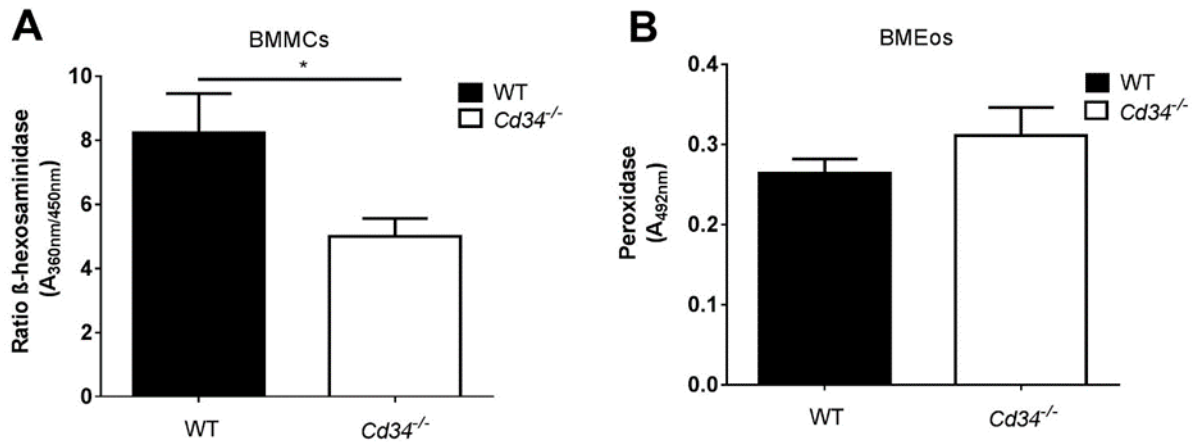 A
BMMCs
*
WT
Cd34-/-
Ratio ß-hexosaminidase
(A360nm/450nm)
10
8
6
4
2
0
WT
Cd34-/-
B
BMEos
WT
Cd34-/-
Peroxidase
(A492nm)
0.4
0.3
0.2
0.1
0.0
WT
Cd34-/-